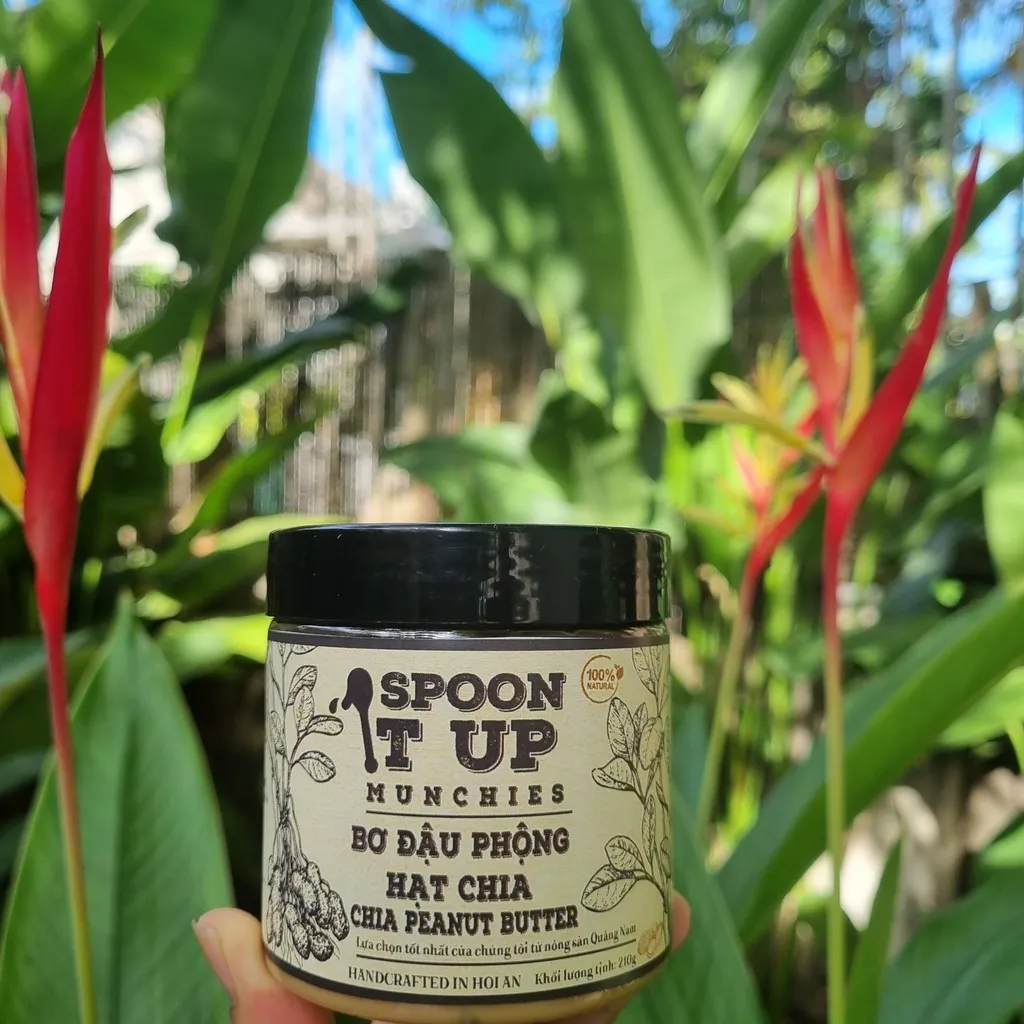 100%
NATURAL
SPOON
IT UP
MUNCHIES
BƠ ĐẬU PHỘNG
HẠT CHIA
CHIA PEANUT BUTTER
Lựa chọn tốt nhất của chúng tôi từ nông sản Quảng Nam
HANDCRAFTED IN HOI AN Khối lượng tịnh: 210g